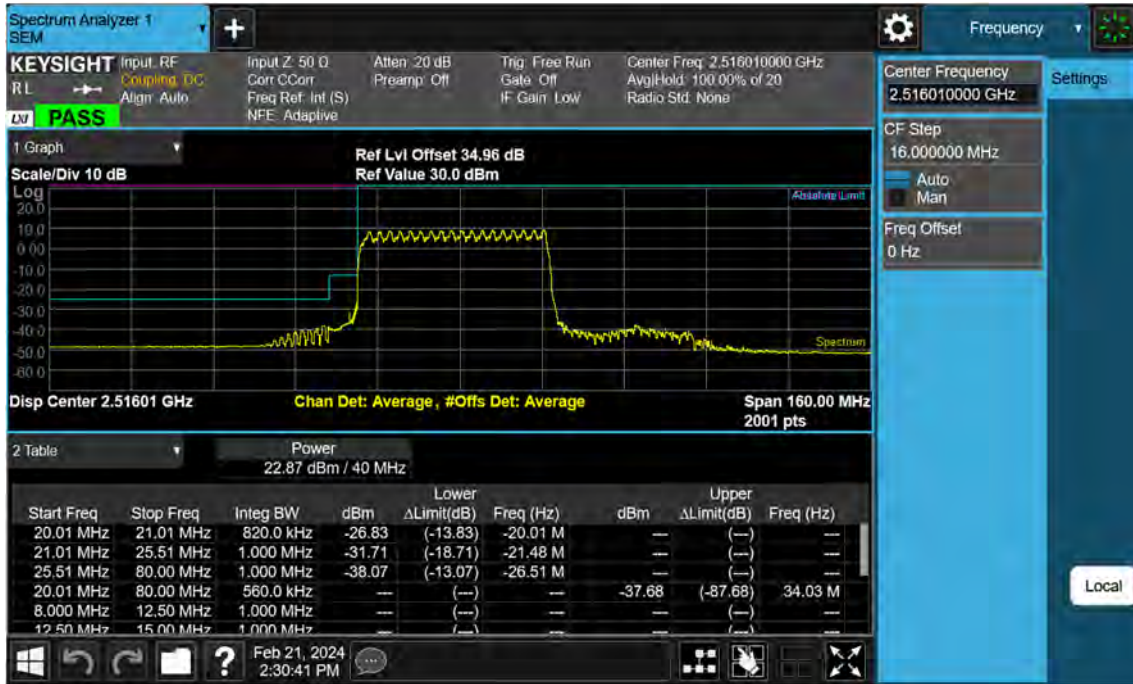 Spectrum Analyzer 1
SEM
+
Frequency
KEYSIGHT
RL
LXI
PASS
Input: RF
Coupling: DC
Align: Auto
Input Z: 50 Ω
Corr CCorr
Freq Ref: Int (S)
NFE: Adaptive
Atten: 20 dB
Preamp: Off
Trig: Free Run
Gate: Off
IF Gain: Low
Center Freq: 2.516010000 GHz
Avg|Hold: 100.00% of 20
Radio Std: None
Center Frequency
2.516010000 GHz
Settings
CF Step
16.000000 MHz
Auto
Man
Freq Offset
0 Hz
Local
1 Graph
Scale/Div 10 dB
Ref Lvl Offset 34.96 dB
Ref Value 30.0 dBm
Log
Absolute Limit
20.0
10.0
0.00
-10.0
-20.0
-30.0
-40.0
Spectrum
-50.0
-60.0
Disp Center 2.51601 GHz
Chan Det: Average, #Offs Det: Average
Span 160.00 MHz
2001 pts
2 Table
Power
22.87 dBm / 40 MHz
Lower Upper
Start Freq Stop Freq Integ BW dBm ΔLimit(dB) Freq (Hz) dBm ΔLimit(dB) Freq (Hz)
20.01 MHz 21.01 MHz 820.0 kHz -26.83 (-13.83) -20.01 M --- (---) ---
21.01 MHz 25.51 MHz 1.000 MHz -31.71 (-18.71) -21.48 M --- (---) ---
25.51 MHz 80.00 MHz 1.000 MHz -38.07 (-13.07) -26.51 M --- (---) ---
20.01 MHz 80.00 MHz 560.0 kHz --- (---) --- -37.68 (-87.68) 34.03 M
8.000 MHz 12.50 MHz 1.000 MHz --- (---) --- --- (---) ---
12.50 MHz 15.00 MHz 1.000 MHz --- (---) --- --- (---) ---
?
Feb 21, 2024
2:30:41 PM